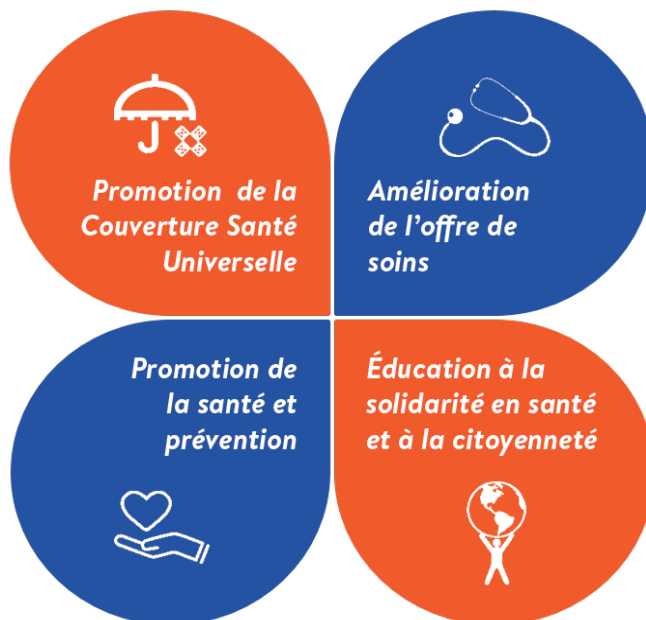 Promotion de la
Couverture Santé
Universelle
Amélioration
de l'offre de
soins
Promotion de
la santé et
prévention
Éducation à la
solidarité en santé
et à la citoyenneté